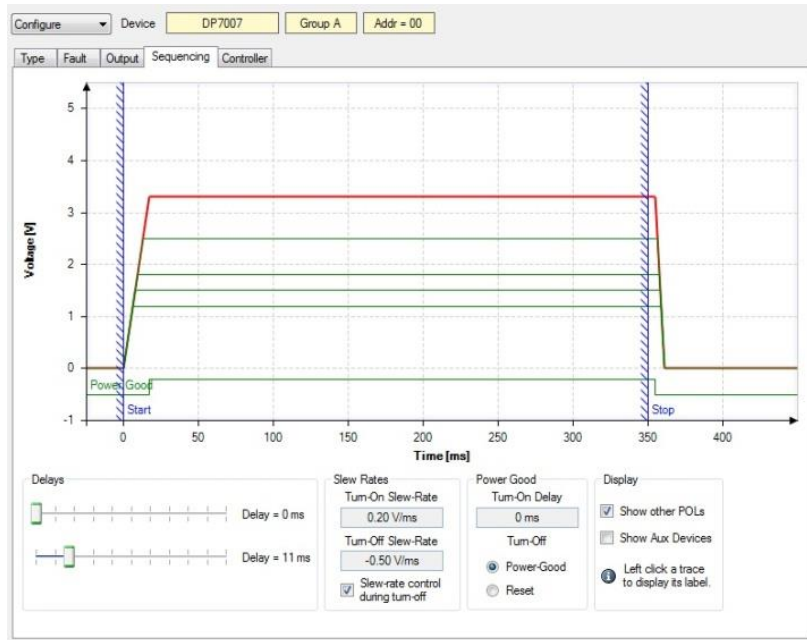 Configure Device DP7007 Group A Addr = 00
Type Fault Output Sequencing Controller
5
4
3
2
1
0
-1
Voltage [V]
Power Good
Start
Stop
0 50 100 150 200 250 300 350 400
Time [ms]
Delays
Delay = 0 ms
Delay = 11 ms
Slew Rates
Turn-On Slew-Rate
0.20 V/ms
Turn-Off Slew-Rate
-0.50 V/ms
Slew-rate control
during turn-off
Power Good
Turn-On Delay
0 ms
Turn-Off
Power-Good
Reset
Display
Show other POLs
Show Aux Devices
Left click a trace
to display its label.